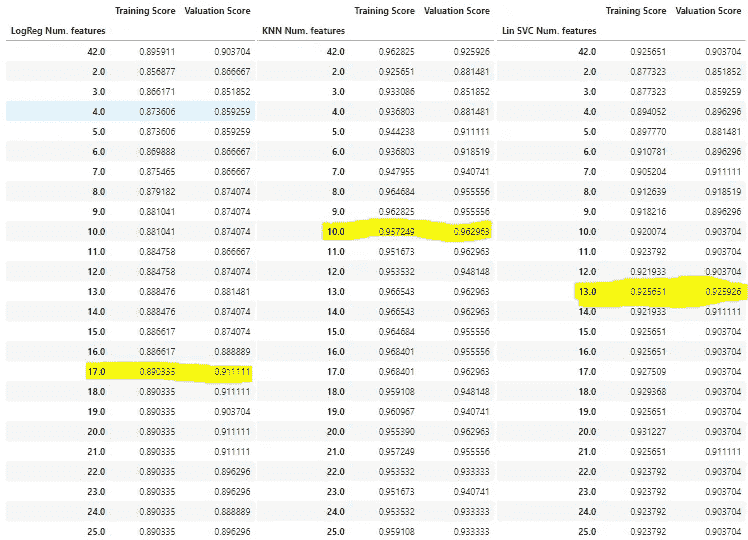 Training Score Valuation Score Training Score Valuation Score Training Score Valuation Score
LogReg Num. features KNN Num. features Lin SVC Num. features
42.0 0.895911 0.903704 42.0 0.962825 0.925926 42.0 0.925651 0.903704
2.0 0.856877 0.866667 2.0 0.925651 0.881481 2.0 0.877323 0.851852
3.0 0.866171 0.851852 3.0 0.933086 0.851852 3.0 0.877323 0.859259
4.0 0.873606 0.859259 4.0 0.936803 0.881481 4.0 0.894052 0.896296
5.0 0.873606 0.859259 5.0 0.944238 0.911111 5.0 0.897770 0.881481
6.0 0.869888 0.866667 6.0 0.936803 0.918519 6.0 0.910781 0.896296
7.0 0.875465 0.866667 7.0 0.947955 0.940741 7.0 0.905204 0.911111
8.0 0.879182 0.874074 8.0 0.964684 0.955556 8.0 0.912639 0.918519
9.0 0.881041 0.874074 9.0 0.962825 0.955556 9.0 0.918216 0.896296
10.0 0.881041 0.874074 10.0 0.957249 0.962963 10.0 0.920074 0.903704
11.0 0.884758 0.866667 11.0 0.951673 0.962963 11.0 0.923792 0.903704
12.0 0.884758 0.874074 12.0 0.953532 0.948148 12.0 0.921933 0.903704
13.0 0.888476 0.881481 13.0 0.966543 0.962963 13.0 0.925651 0.925926
14.0 0.888476 0.874074 14.0 0.966543 0.962963 14.0 0.921933 0.911111
15.0 0.886617 0.874074 15.0 0.964684 0.955556 15.0 0.925651 0.903704
16.0 0.886617 0.888889 16.0 0.968401 0.955556 16.0 0.925651 0.903704
17.0 0.890335 0.911111 17.0 0.968401 0.962963 17.0 0.927509 0.903704
18.0 0.890335 0.911111 18.0 0.959108 0.948148 18.0 0.929368 0.903704
19.0 0.890335 0.903704 19.0 0.960967 0.940741 19.0 0.925651 0.903704
20.0 0.890335 0.911111 20.0 0.955390 0.962963 20.0 0.931227 0.903704
21.0 0.890335 0.911111 21.0 0.957249 0.955556 21.0 0.925651 0.911111
22.0 0.890335 0.896296 22.0 0.953532 0.933333 22.0 0.923792 0.903704
23.0 0.890335 0.896296 23.0 0.951673 0.940741 23.0 0.923792 0.903704
24.0 0.890335 0.888889 24.0 0.953532 0.933333 24.0 0.923792 0.903704
25.0 0.890335 0.896296 25.0 0.959108 0.933333 25.0 0.923792 0.903704